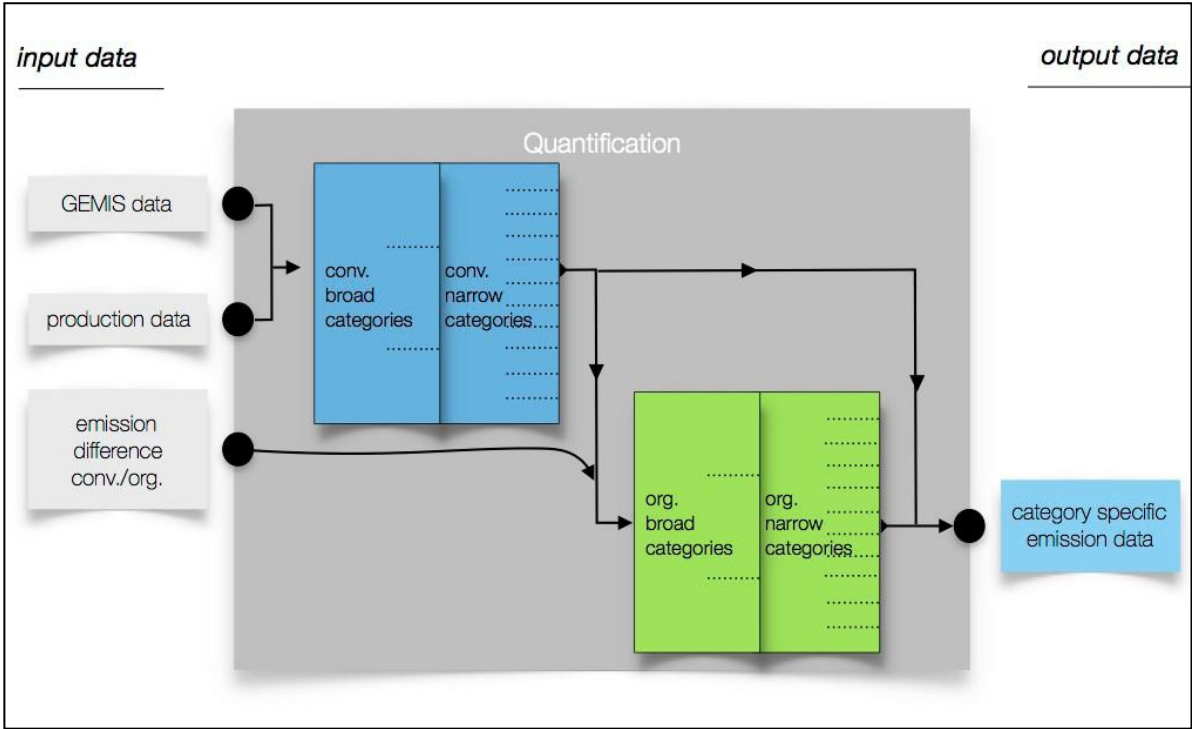 input data
output data
Quantification
GEMIS data
production data
emission
difference
conv./org.
conv.
broad
categories
conv.
narrow
categories
org.
broad
categories
org.
narrow
categories
category specific
emission data